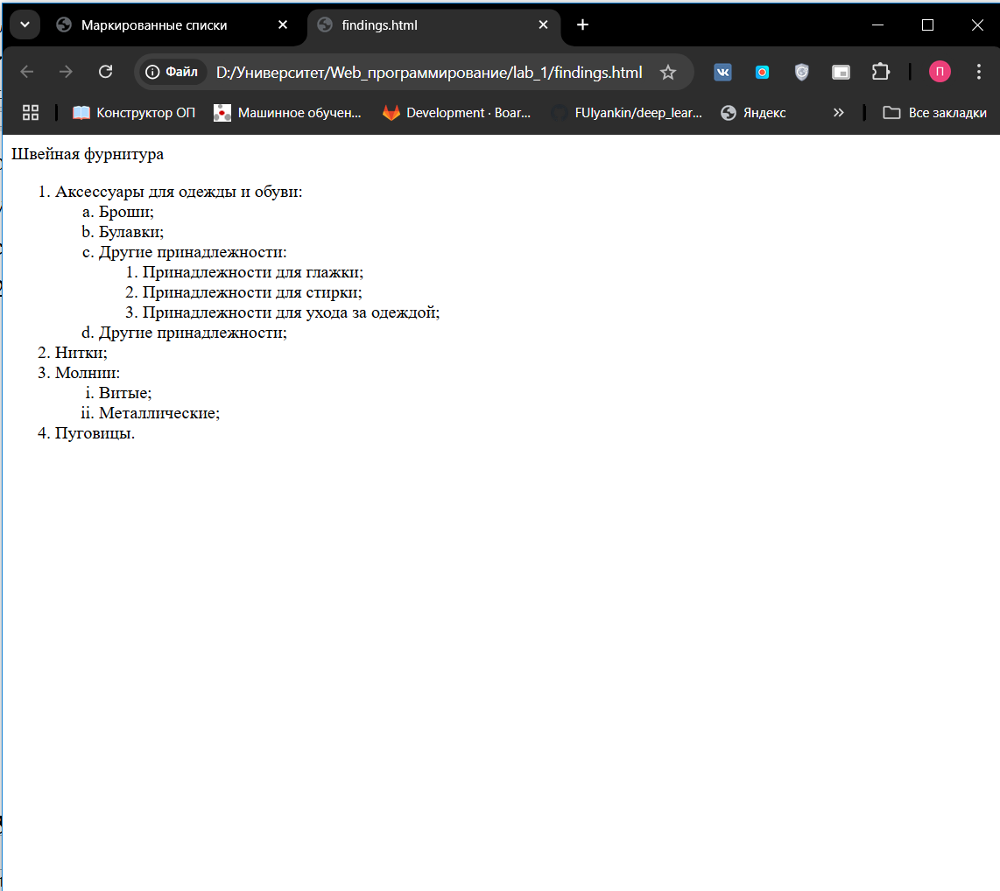 Маркированные списки findings.html
Файл D:/Университет/Web_программирование/lab_1/findings.html П
Конструктор ОП Машинное обучен... Development · Boar... FUlyankin/deep_lear... Яндекс » Все закладки
Швейная фурнитура
1. Аксессуары для одежды и обуви:
a. Броши;
b. Булавки;
c. Другие принадлежности:
1. Принадлежности для глажки;
2. Принадлежности для стирки;
3. Принадлежности для ухода за одеждой;
d. Другие принадлежности;
2. Нитки;
3. Молнии:
i. Витые;
ii. Металлические;
4. Пуговицы.